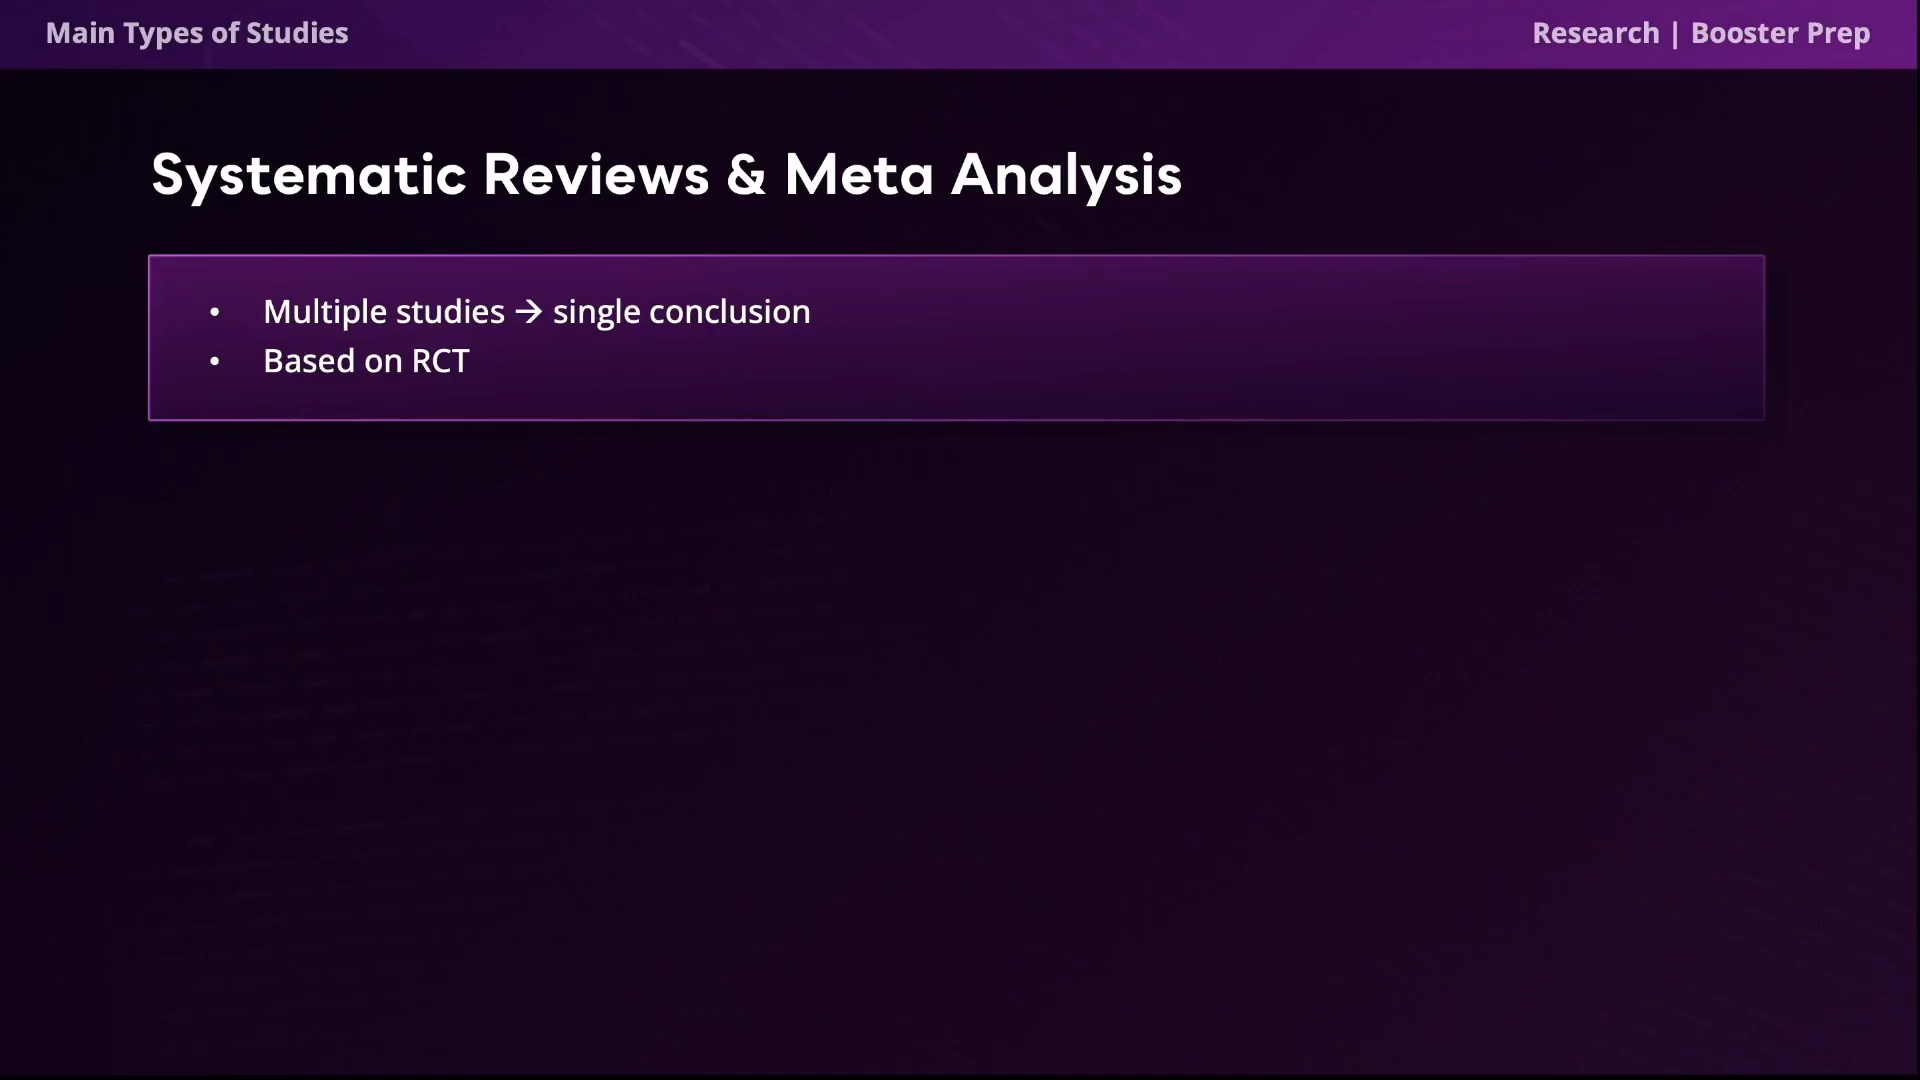 Main Types of Studies
Research | Booster Prep
Systematic Reviews & Meta Analysis
• Multiple studies → single conclusion
• Based on RCT